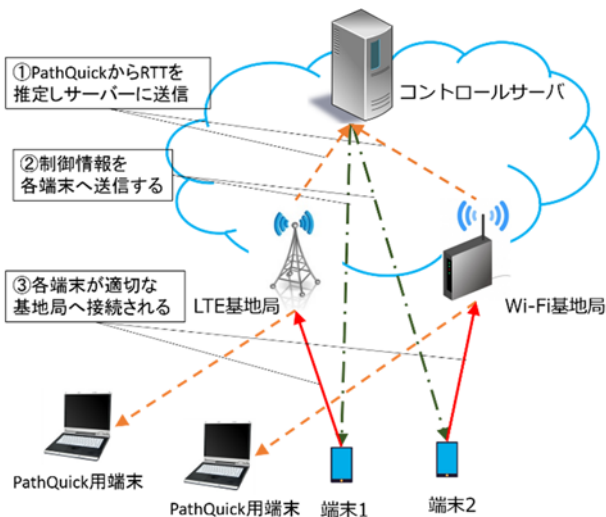 ①PathQuickからRTTを
推定しサーバーに送信
コントロールサーバ
②制御情報を
各端末へ送信する
③各端末が適切な
基地局へ接続される
LTE基地局
Wi-Fi基地局
PathQuick用端末
PathQuick用端末
端末1
端末2